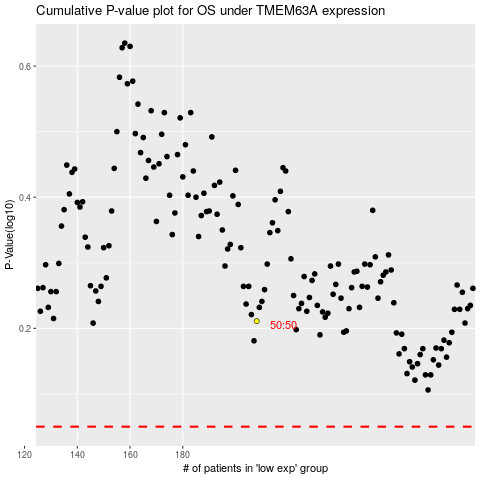 Cumulative P-value plot for OS under TMEM63A expression
P-Value(log10)
0.6
0.4
0.2
50:50
120 140 160 180
# of patients in 'low exp' group